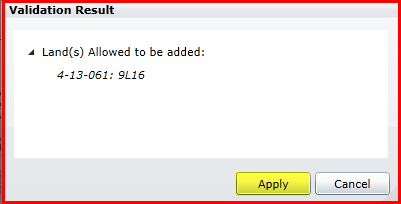 Validation Result
Land(s) Allowed to be added:
4-13-061: 9L16
Apply Cancel